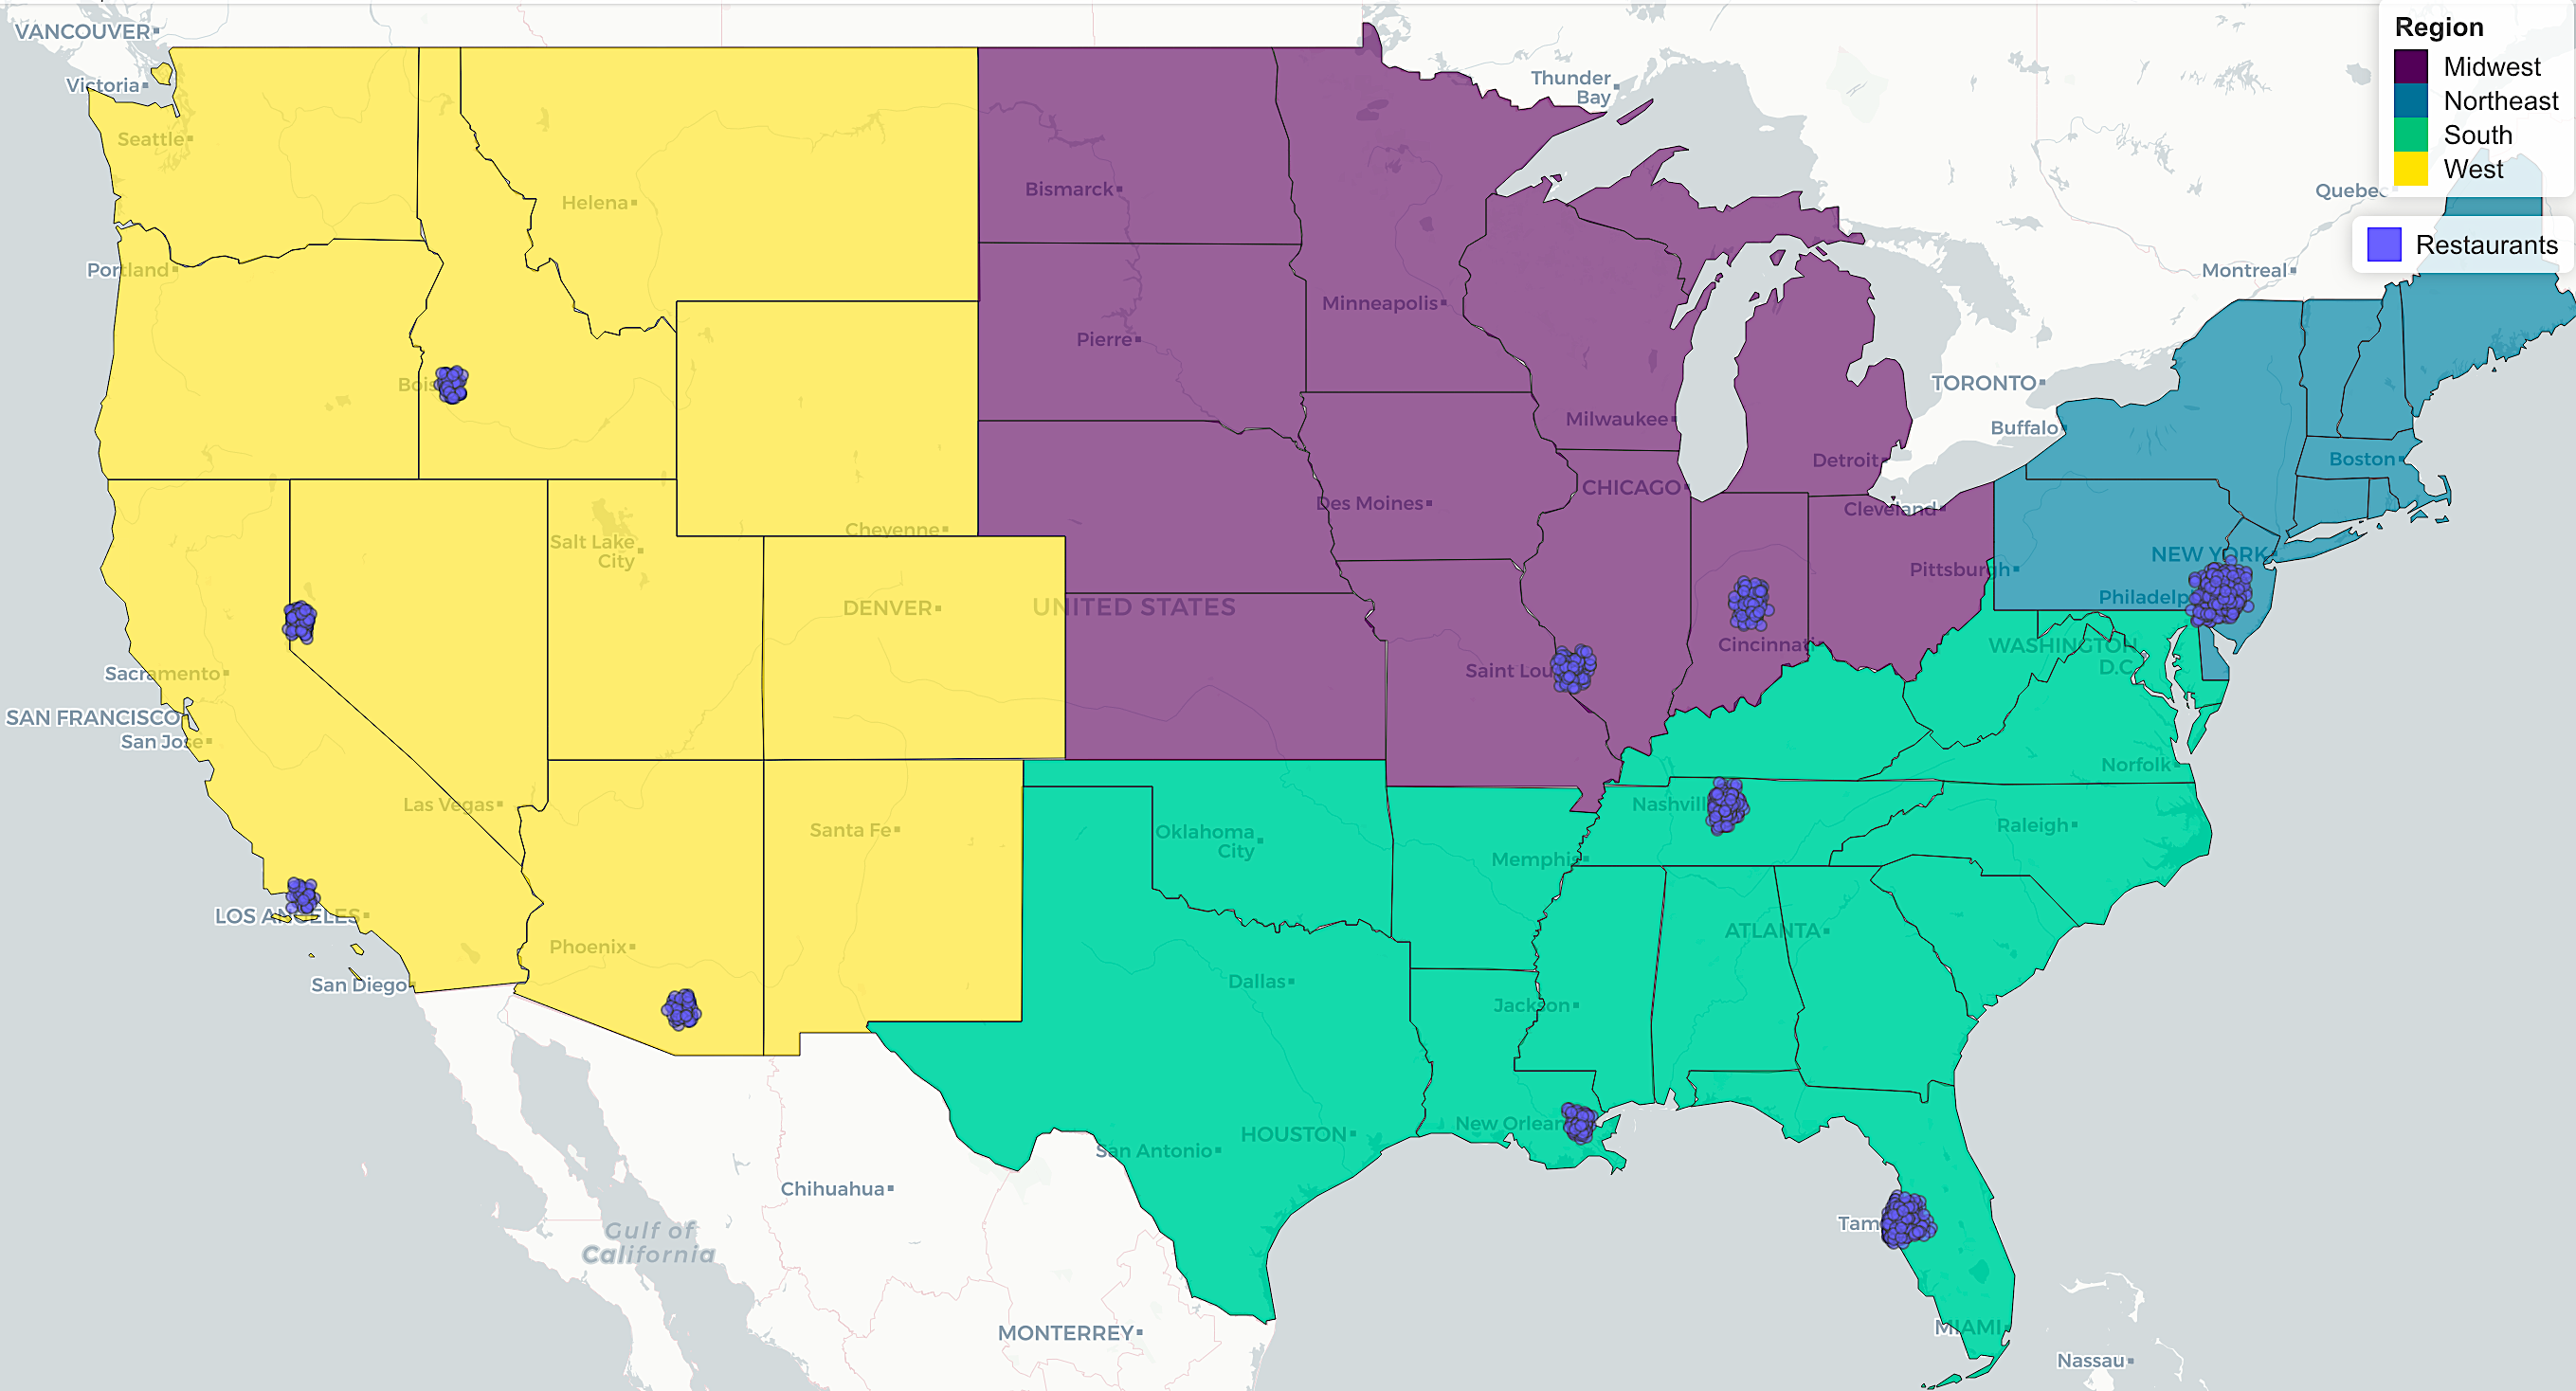 VANCOUVER
Victoria
Seattle
Portland
Helena
Bismarck
Thunder
Bay
Region
Midwest
Northeast
South
West
Restaurants
Quebec
Montreal
Minneapolis
Pierre
TORONTO
Buffalo
Boston
Milwaukee
Detroit
CHICAGO
Des Moines
Cleveland
Bois
Cheyenne
Salt Lake
City
NEW YORK
Pittsburgh
Philadelp
DENVER
UNITED STATES
Cincinnati
WASHINGTON
D.C.
Saint Lou
Sacramento
SAN FRANCISCO
San Jose
Norfolk
Las Vegas
Santa Fe
Oklahoma
City
Nashvill
Raleigh
Memphis
LOS ANGELES
Phoenix
ATLANTA
San Diego
Dallas
Jackson
New Orlean
HOUSTON
San Antonio
Chihuahua
Tam
Gulf of
California
MONTERREY
MIAMI
Nassau